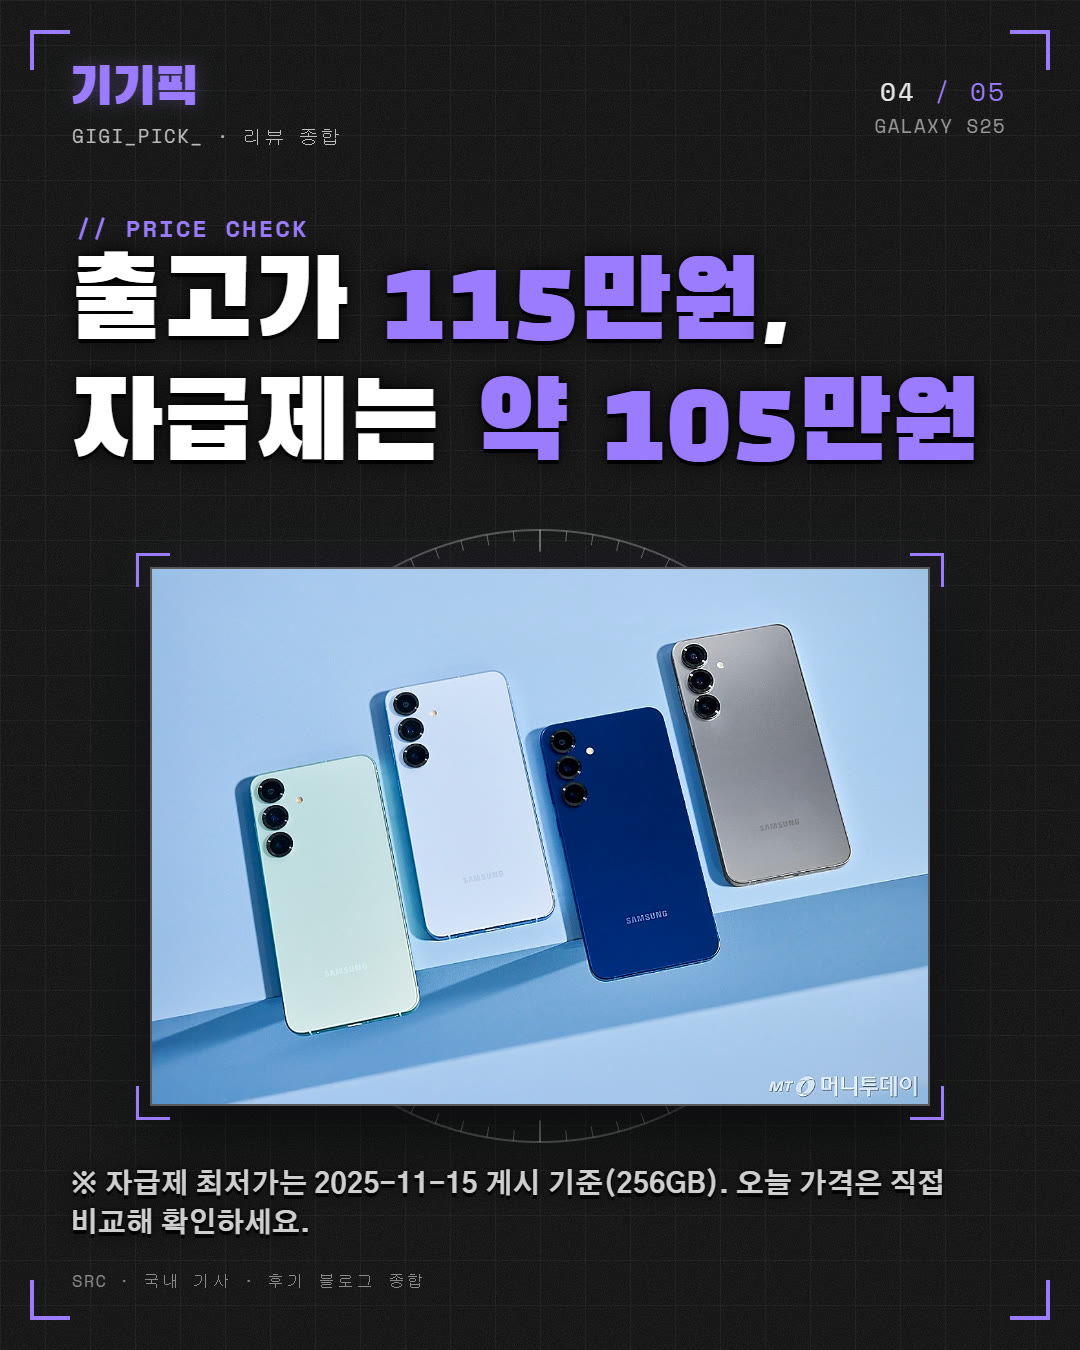 기기픽
GIGI_PICK_ · 리뷰 종합
04 / 05
GALAXY S25
// PRICE CHECK
출고가 115만원,
자급제는 약 105만원
SAMSUNG
SAMSUNG
SAMSUNG
SAMSUNG
MT 머니투데이
※ 자급제 최저가는 2025-11-15 게시 기준(256GB). 오늘 가격은 직접
비교해 확인하세요.
SRC · 국내 기사 · 후기 블로그 종합